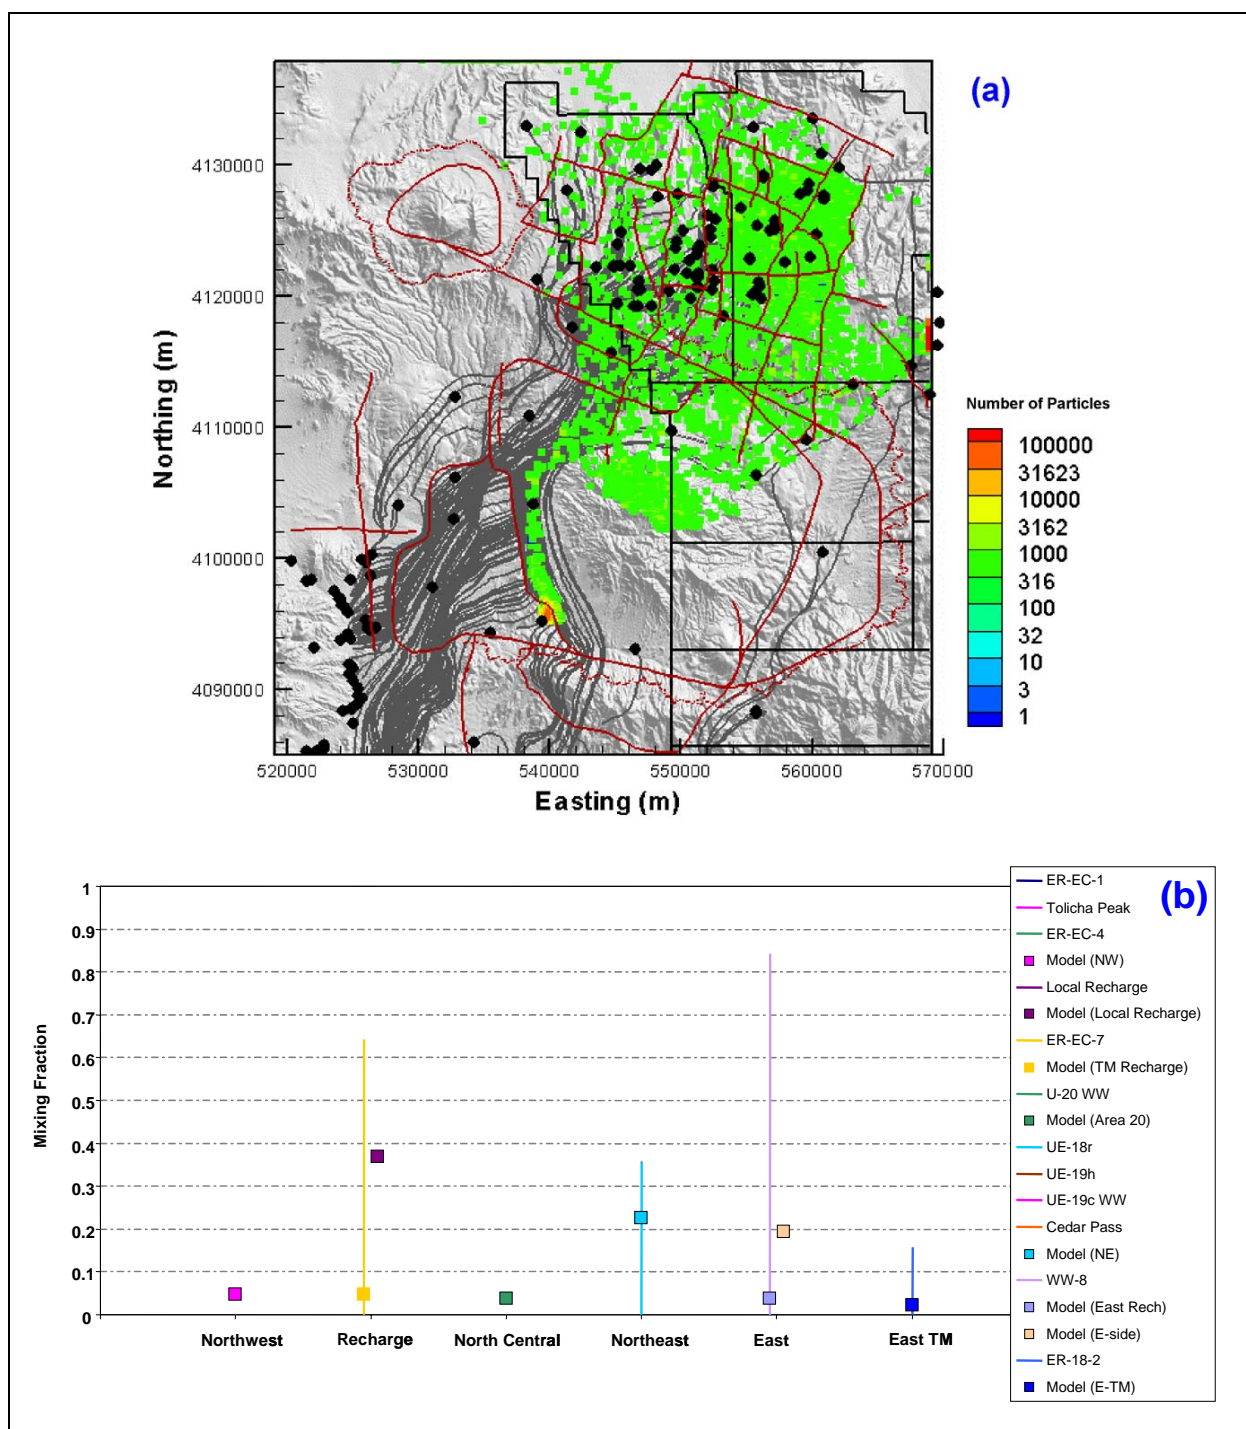 (a)
Northing (m)
4130000
4120000
4110000
4100000
4090000
520000 530000 540000 550000 560000 570000
Easting (m)
Number of Particles
100000
31623
10000
3162
1000
316
100
32
10
3
1
(b)
Mixing Fraction
1
0.9
0.8
0.7
0.6
0.5
0.4
0.3
0.2
0.1
0
Northwest Recharge North Central Northeast East East TM
ER-EC-1
Tolicha Peak
ER-EC-4
Model (NW)
Local Recharge
Model (Local Recharge)
ER-EC-7
Model (TM Recharge)
U-20 WW
Model (Area 20)
UE-18r
UE-19h
UE-19c WW
Cedar Pass
Model (NE)
WW-8
Model (East Rech)
Model (E-side)
ER-18-2
Model (E-TM)